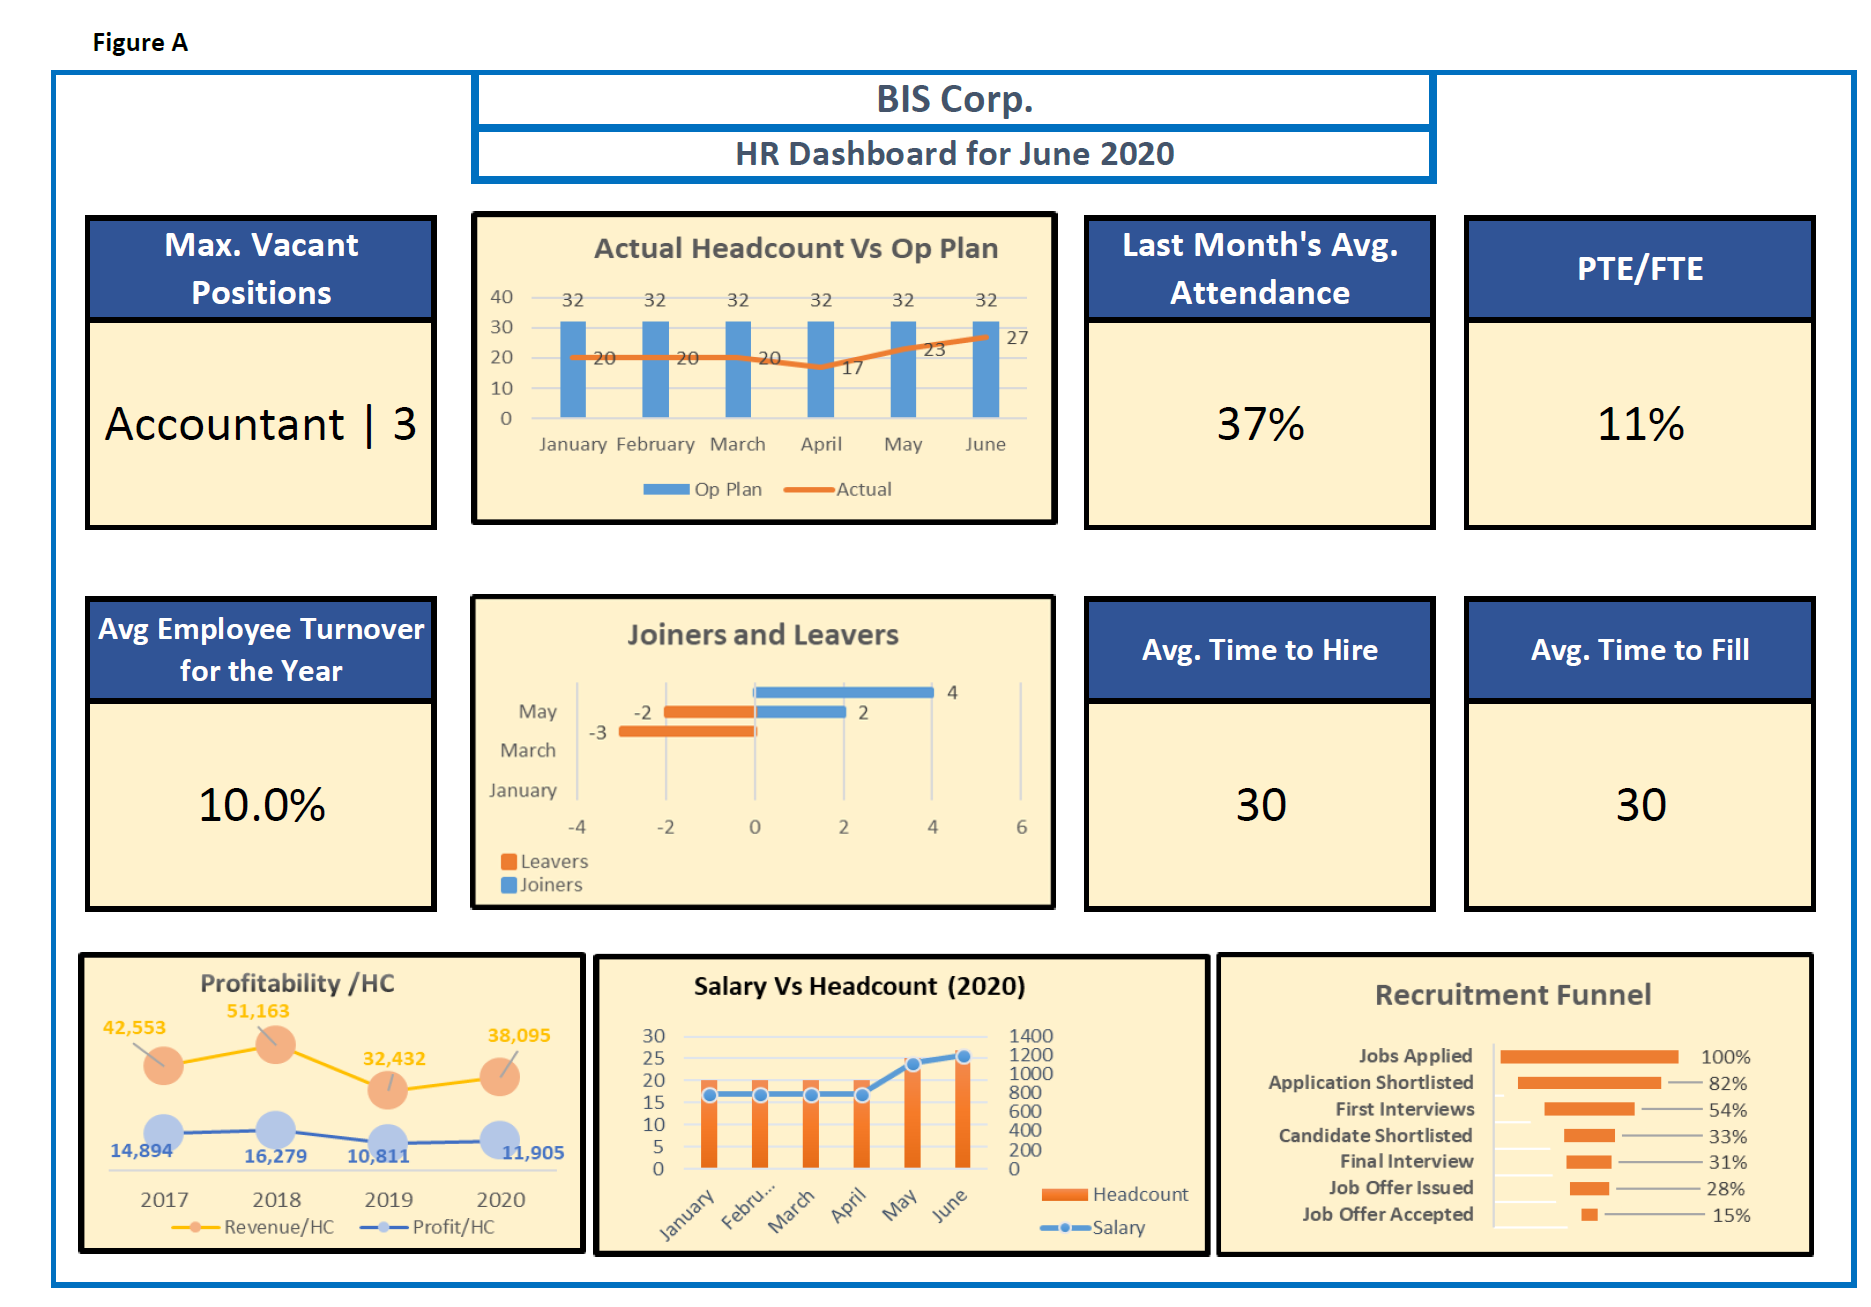 Figure A
BIS Corp.
HR Dashboard for June 2020
Max. Vacant
Positions
Accountant | 3
Actual Headcount Vs Op Plan
40
30
20
10
0
32 32 32 32 32 32
20 20 20 17 23 27
January February March April May June
Op Plan Actual
Last Month's Avg.
Attendance
37%
PTE/FTE
11%
Avg Employee Turnover
for the Year
10.0%
Joiners and Leavers
4
May -2 2
-3
March
January
-4 -2 0 2 4 6
Leavers
Joiners
Avg. Time to Hire
30
Avg. Time to Fill
30
Profitability /HC
42,553 51,163 32,432 38,095
14,894 16,279 10,811 11,905
2017 2018 2019 2020
Revenue/HC Profit/HC
Salary Vs Headcount (2020)
30
25
20
15
10
5
0
1400
1200
1000
800
600
400
200
0
January Febru... March April May June
Headcount
Salary
Recruitment Funnel
Jobs Applied 100%
Application Shortlisted 82%
First Interviews 54%
Candidate Shortlisted 33%
Final Interview 31%
Job Offer Issued 28%
Job Offer Accepted 15%